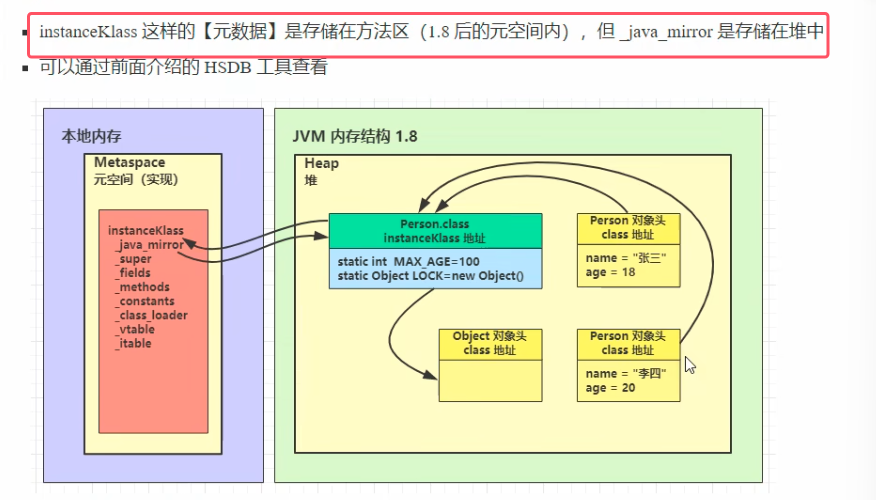 instanceKlass 这样的【元数据】是存储在方法区（1.8 后的元空间内），但 _java_mirror 是存储在堆中
可以通过前面介绍的 HSDB 工具查看
本地内存
Metaspace
元空间（实现）
instanceKlass
_java_mirror
_super
_fields
_methods
_constants
_class_loader
_vtable
_itable
JVM 内存结构 1.8
Heap
堆
Person.class
instanceKlass 地址
static int MAX_AGE=100
static Object LOCK=new Object()
Person 对象头
class 地址
name = "张三"
age = 18
Object 对象头
class 地址
Person 对象头
class 地址
name = "李四"
age = 20